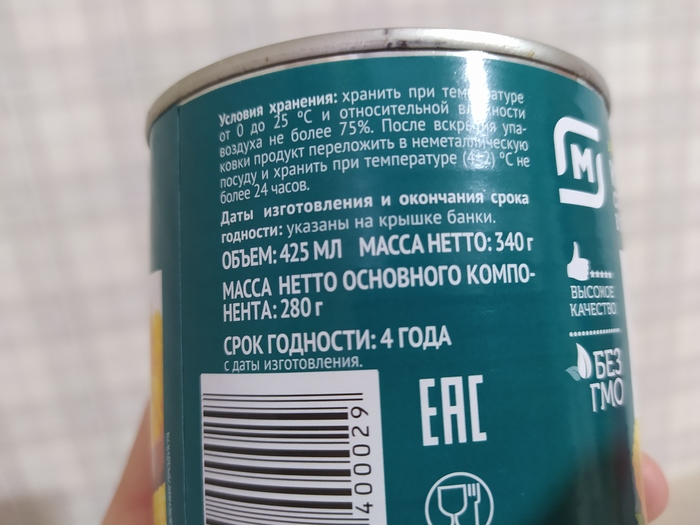 Условия хранения: хранить при температуре
от 0 до 25 °С и относительной влажности
воздуха не более 75%. После вскрытия упа-
ковки продукт переложить в неметаллическую
посуду и хранить при температуре (4±2) °С не
более 24 часов.
Даты изготовления и окончания срока
годности: указаны на крышке банки.
ОБЪЕМ: 425 МЛ МАССА НЕТТО: 340 г
МАССА НЕТТО ОСНОВНОГО КОМПО-
НЕНТА: 280 г
СРОК ГОДНОСТИ: 4 ГОДА
с даты изготовления.
400029
ЕАС
М
ВЫСОКОЕ
КАЧЕСТВО
БЕЗ
ГМО